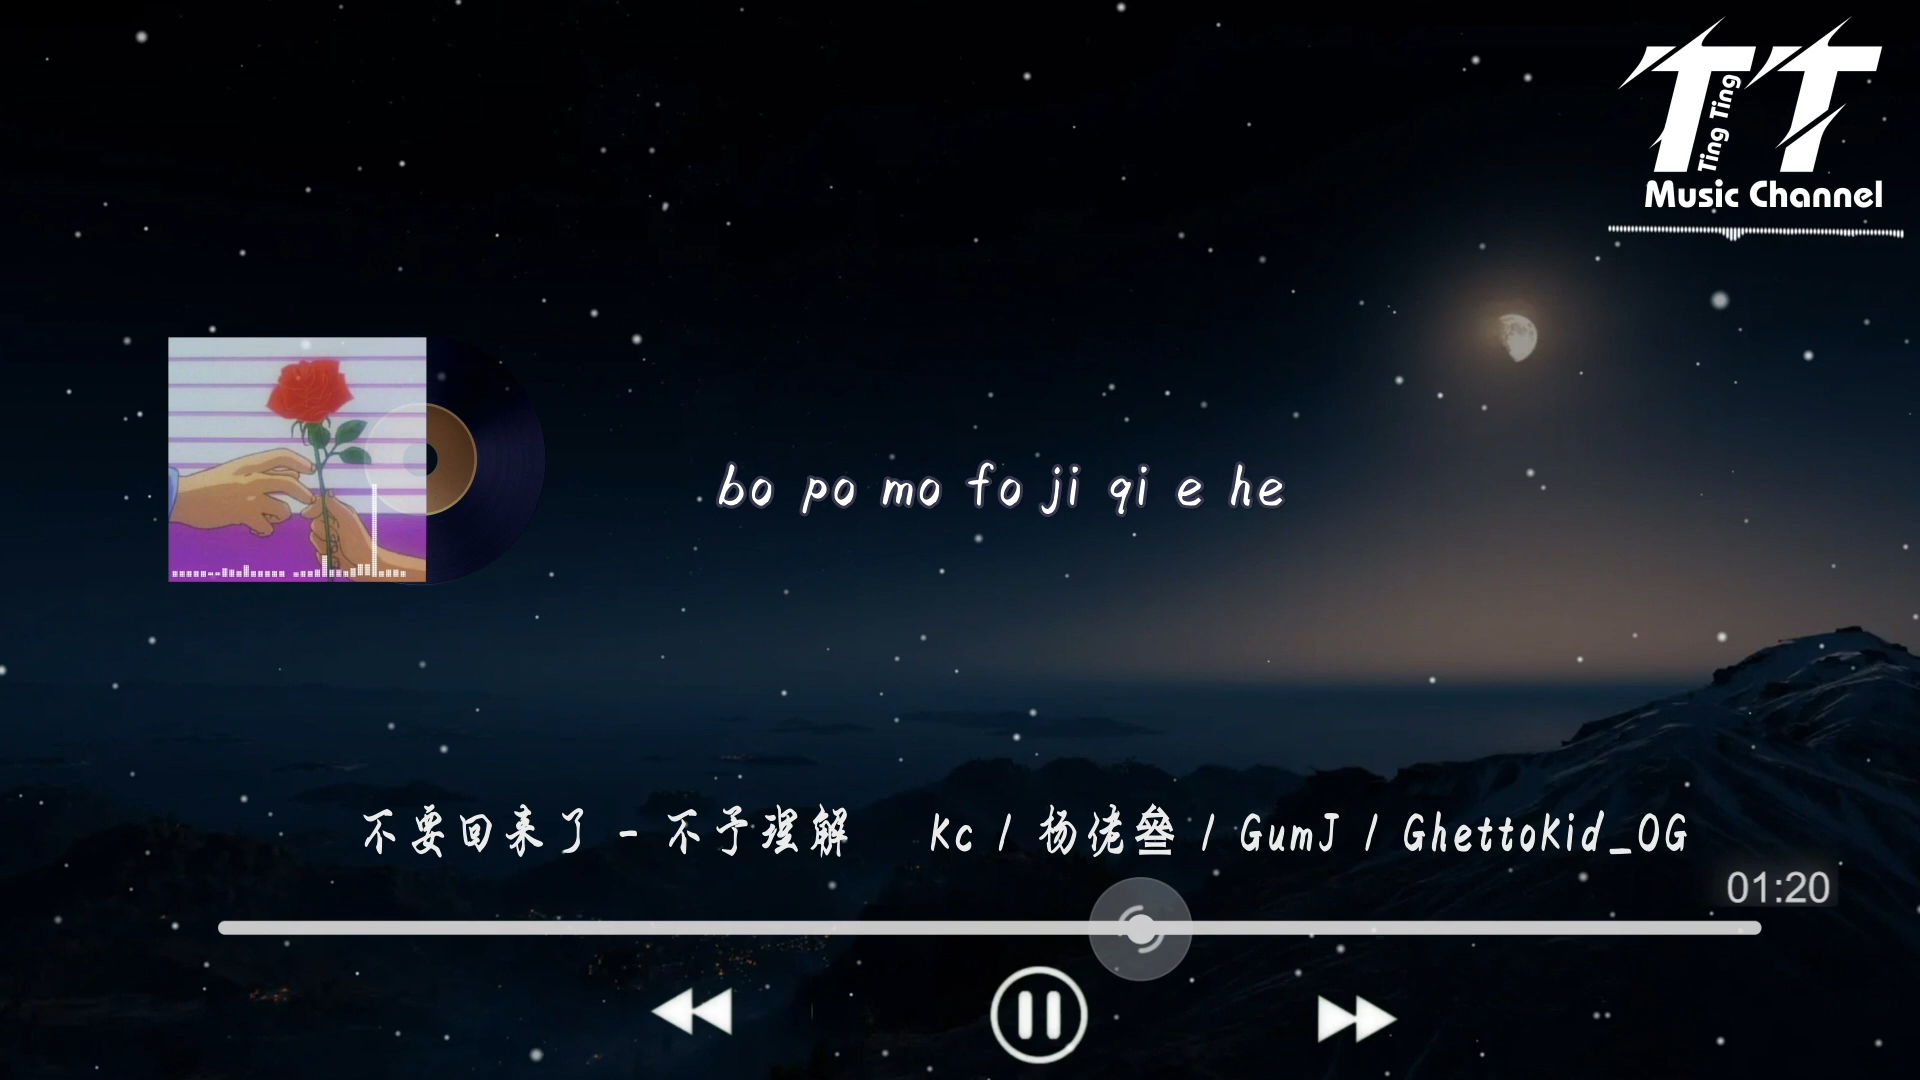 TT
Ting Ting
Music Channel
bo po mo fo ji qi e he
不要回来了 - 不予理解 Kc / 杨佬叁 / GumJ / GhettoKid_OG
01:20